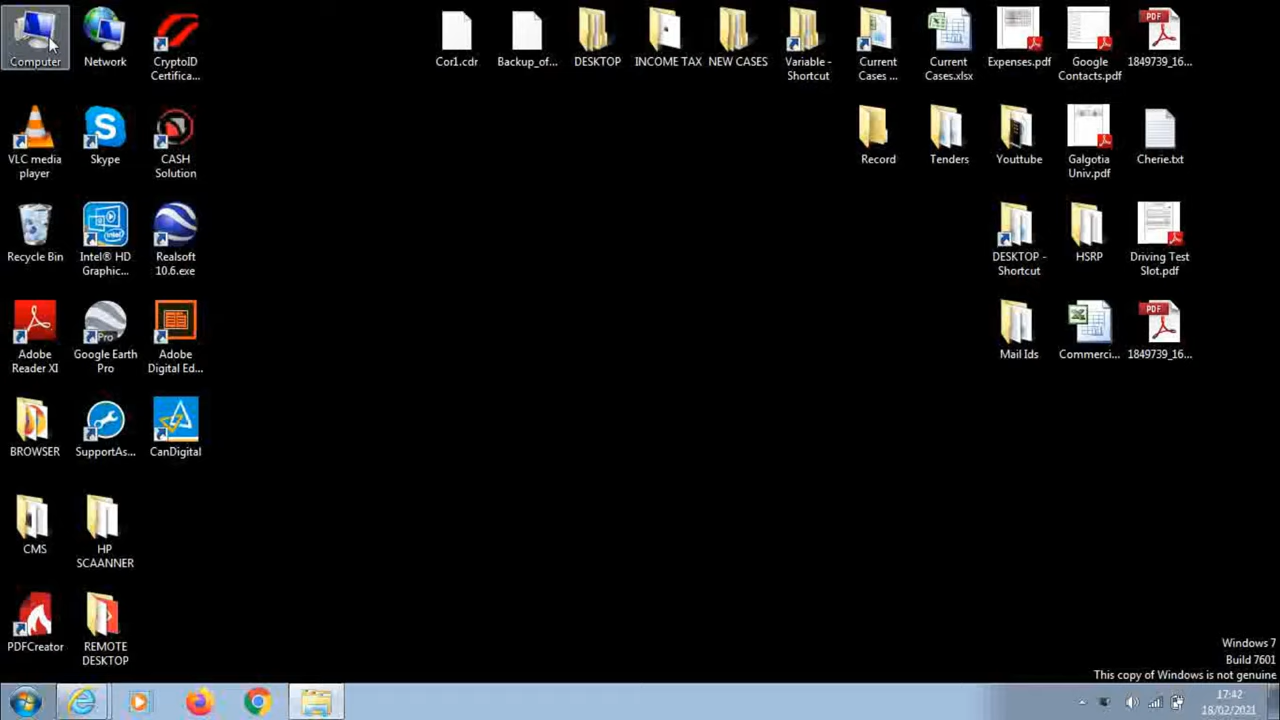 Computer
Network
CryptoID
Certifica...
Cor1.cdr
Backup_of...
DESKTOP
INCOME TAX
NEW CASES
Variable -
Shortcut
Current
Cases ...
Current
Cases.xlsx
Expenses.pdf
Google
Contacts.pdf
PDF
1849739_16...
VLC media
player
Skype
CASH
Solution
Record
Tenders
Youttube
Galgotia
Univ.pdf
Cherie.txt
Recycle Bin
Intel® HD
Graphic...
Realsoft
10.6.exe
DESKTOP -
Shortcut
HSRP
Driving Test
Slot.pdf
Adobe
Reader XI
Pro
Google Earth
Pro
Adobe
Digital Ed...
Mail Ids
Commerci...
PDF
1849739_16...
BROWSER
SupportAs...
CanDigital
CMS
HP
SCAANNER
PDFCreator
REMOTE
DESKTOP
Windows 7
Build 7601
This copy of Windows is not genuine
17:42
18/02/2021